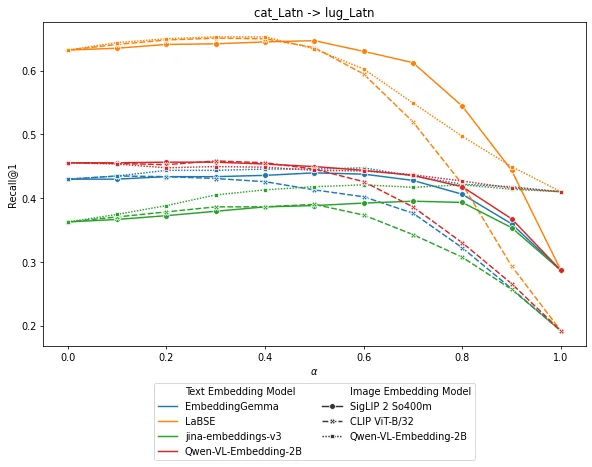 cat_Latn -> lug_Latn
Recall@1
0.6
0.5
0.4
0.3
0.2
0.0
0.2
0.4
0.6
0.8
1.0
α
Text Embedding Model
EmbeddingGemma
LaBSE
jina-embeddings-v3
Qwen-VL-Embedding-2B
Image Embedding Model
SigLIP 2 So400m
CLIP ViT-B/32
Qwen-VL-Embedding-2B